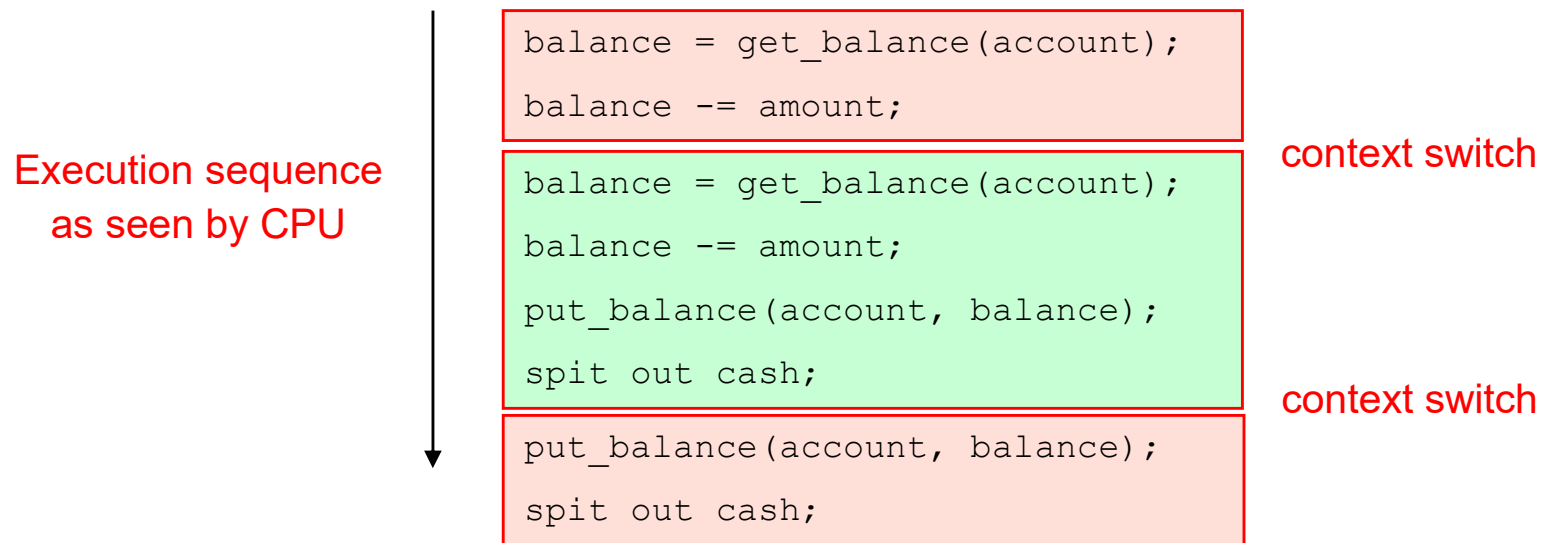 balance = get_balance(account);
balance -= amount;
context switch
Execution sequence
as seen by CPU
balance = get_balance(account);
balance -= amount;
put_balance(account, balance);
spit out cash;
context switch
put_balance(account, balance);
spit out cash;